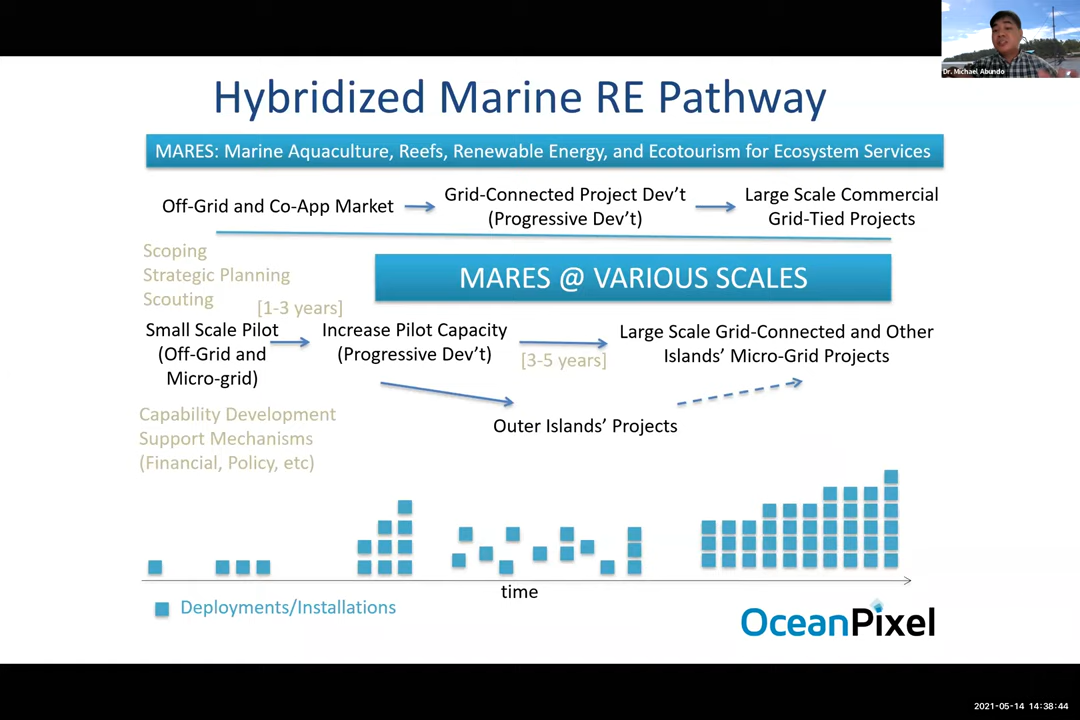 Dr. Michael Abundo
Hybridized Marine RE Pathway
MARES: Marine Aquaculture, Reefs, Renewable Energy, and Ecotourism for Ecosystem Services
Off-Grid and Co-App Market
Grid-Connected Project Dev't
(Progressive Dev't)
Large Scale Commercial
Grid-Tied Projects
Scoping
Strategic Planning
Scouting
MARES @ VARIOUS SCALES
[1-3 years]
Small Scale Pilot
(Off-Grid and
Micro-grid)
Increase Pilot Capacity
(Progressive Dev't)
[3-5 years]
Large Scale Grid-Connected and Other
Islands' Micro-Grid Projects
Outer Islands' Projects
Capability Development
Support Mechanisms
(Financial, Policy, etc)
time
Deployments/Installations
OceanPixel
2021-05-14 14:38:44